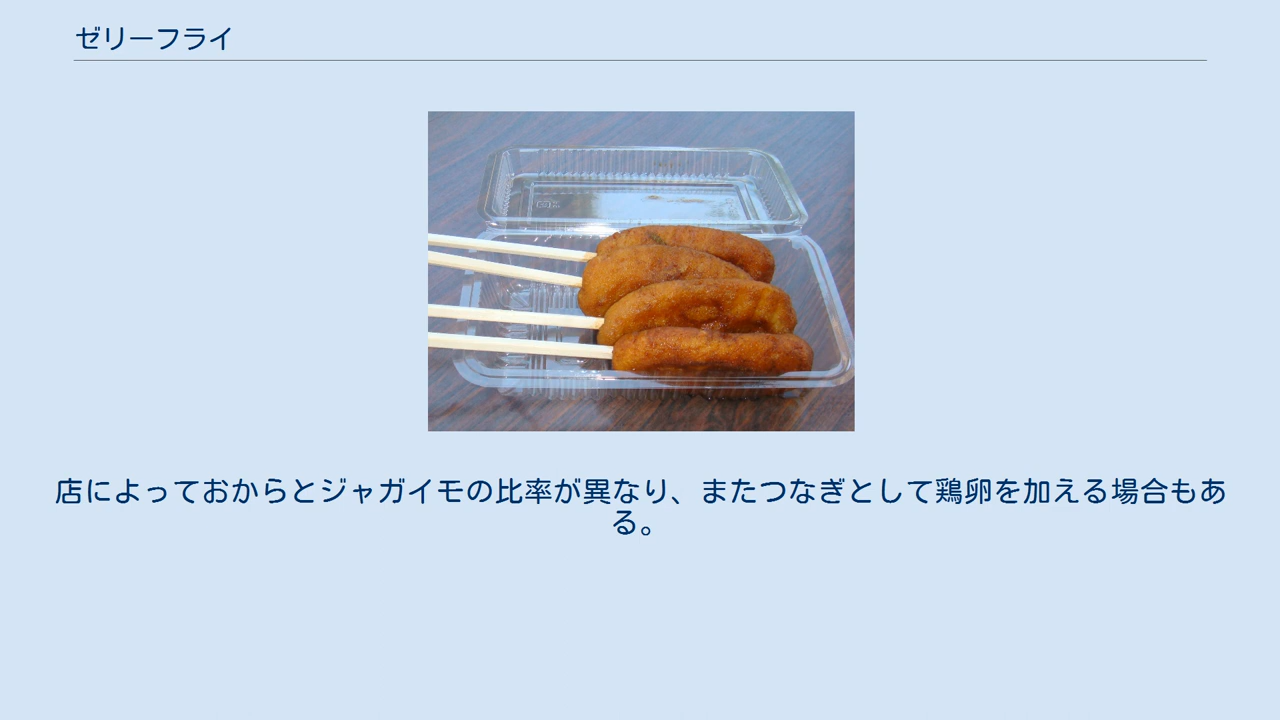 ゼリーフライ
店によっておからとジャガイモの比率が異なり、またつなぎとして鶏卵を加える場合もあ
る。